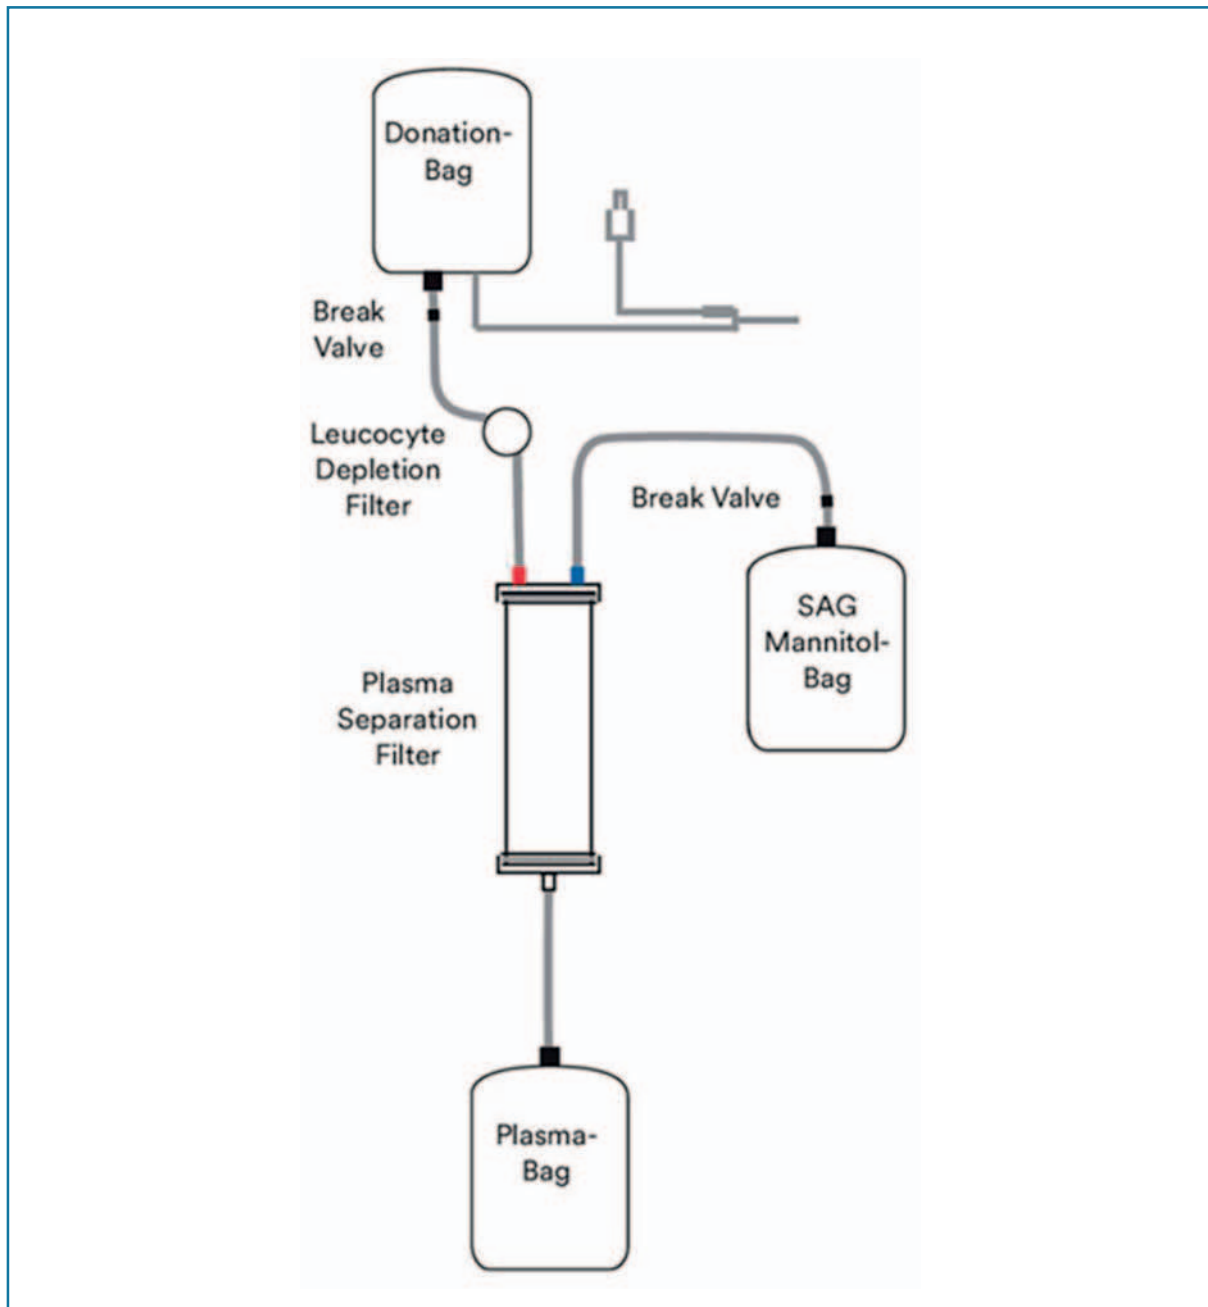 Donation-
Bag
Break
Valve
Leucocyte
Depletion
Filter
Break Valve
SAG
Mannitol-
Bag
Plasma
Separation
Filter
Plasma-
Bag